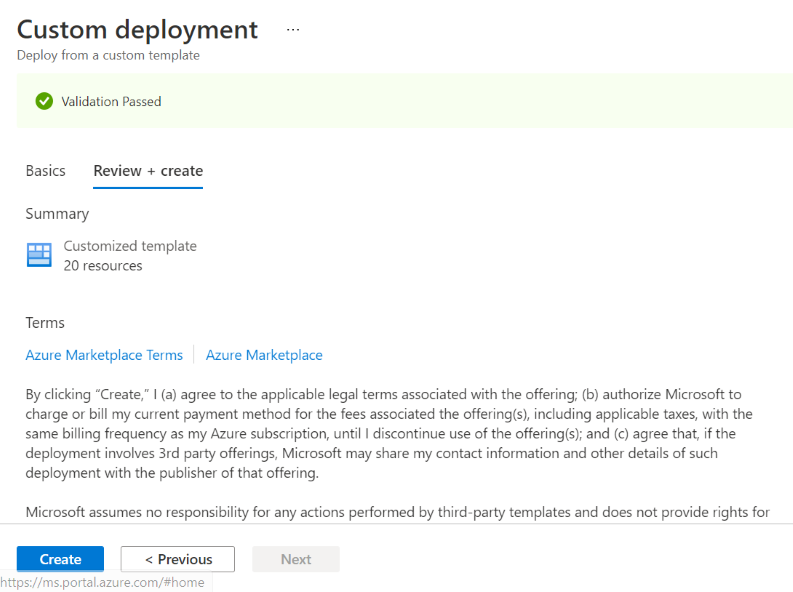 Custom deployment ...
Deploy from a custom template
Validation Passed
Basics Review + create
Summary
Customized template
20 resources
Terms
Azure Marketplace Terms Azure Marketplace
By clicking “Create,” I (a) agree to the applicable legal terms associated with the offering; (b) authorize Microsoft to
charge or bill my current payment method for the fees associated the offering(s), including applicable taxes, with the
same billing frequency as my Azure subscription, until I discontinue use of the offering(s); and (c) agree that, if the
deployment involves 3rd party offerings, Microsoft may share my contact information and other details of such
deployment with the publisher of that offering.
Microsoft assumes no responsibility for any actions performed by third-party templates and does not provide rights for
Create < Previous Next
https://ms.portal.azure.com/#home